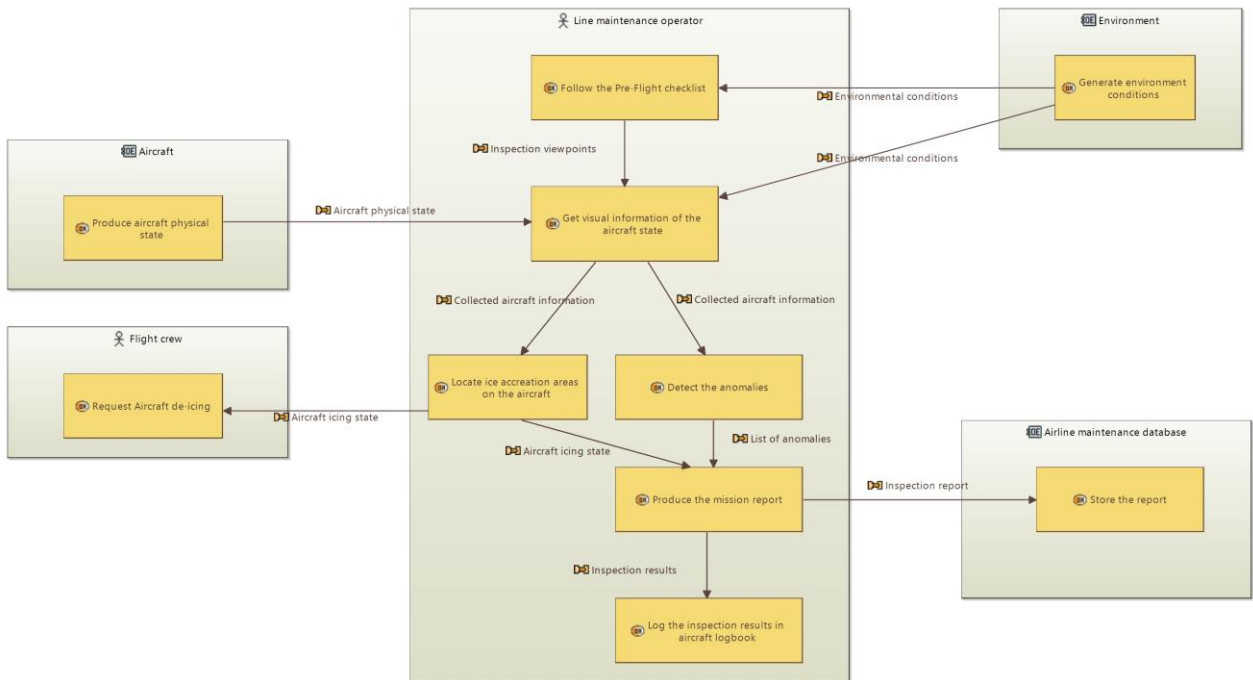 Line maintenance operator
Environment
Follow the Pre-Flight checklist
Environmental conditions
Generate environment
conditions
Aircraft
Inspection viewpoints
Environmental conditions
Produce aircraft physical
state
Aircraft physical state
Get visual information of the
aircraft state
Collected aircraft information
Collected aircraft information
Flight crew
Request Aircraft de-icing
Aircraft icing state
Locate ice accreation areas
on the aircraft
Detect the anomalies
Aircraft icing state
List of anomalies
Airline maintenance database
Produce the mission report
Inspection report
Store the report
Inspection results
Log the inspection results in
aircraft logbook